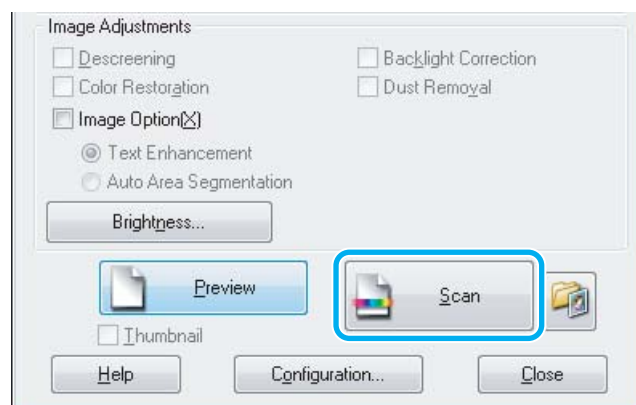 Image Adjustments
Descreening
Backlight Correction
Color Restoration
Dust Removal
Image Option(X)
Text Enhancement
Auto Area Segmentation
Brightness...
Preview
Scan
Thumbnail
Help
Configuration...
Close